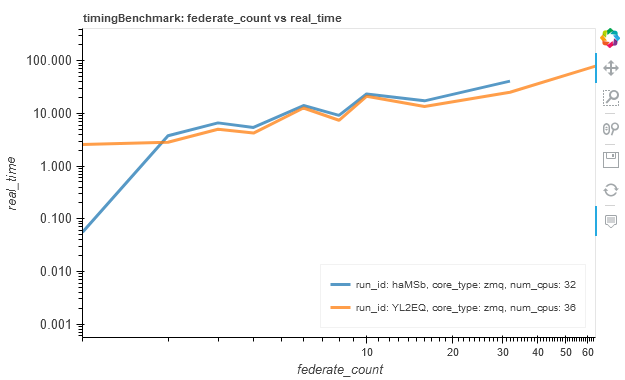 timingBenchmark: federate_count vs real_time
100.000
10.000
1.000
0.100
0.010
0.001
real_time
run_id: haMSb, core_type: zmq, num_cpus: 32
run_id: YL2EQ, core_type: zmq, num_cpus: 36
10 20 30 40 50 60
federate_count